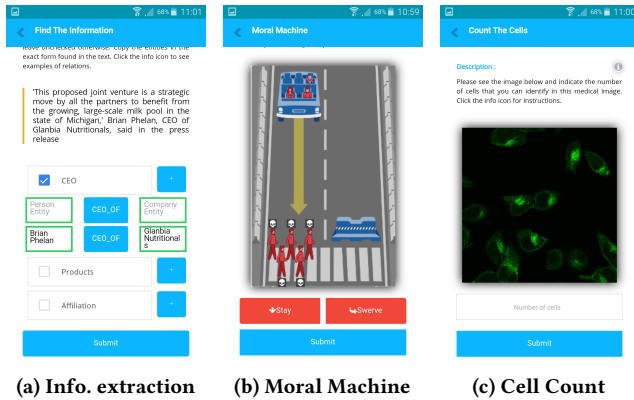 68% 11:01
Find The Information
leave unchecked otherwise. Copy the entities in the
exact form found in the text. Click the info icon to see
examples of relations.
'This proposed joint venture is a strategic
move by all the partners to benefit from
the growing, large-scale milk pool in the
state of Michigan,' Brian Phelan, CEO of
Glanbia Nutritionals, said in the press
release
CEO
+
Person
Entity
CEO_OF
Company
Entity
Brian
Phelan
CEO_OF
Glanbia
Nutritional
s
Products
+
Affiliation
+
Submit
(a) Info. extraction
68% 10:59
Moral Machine
Stay
Swerve
Submit
(b) Moral Machine
68% 11:00
Count The Cells
Description :
i
Please see the image below and indicate the number
of cells that you can identify in this medical image.
Click the info icon for instructions.
Number of cells
Submit
(c) Cell Count